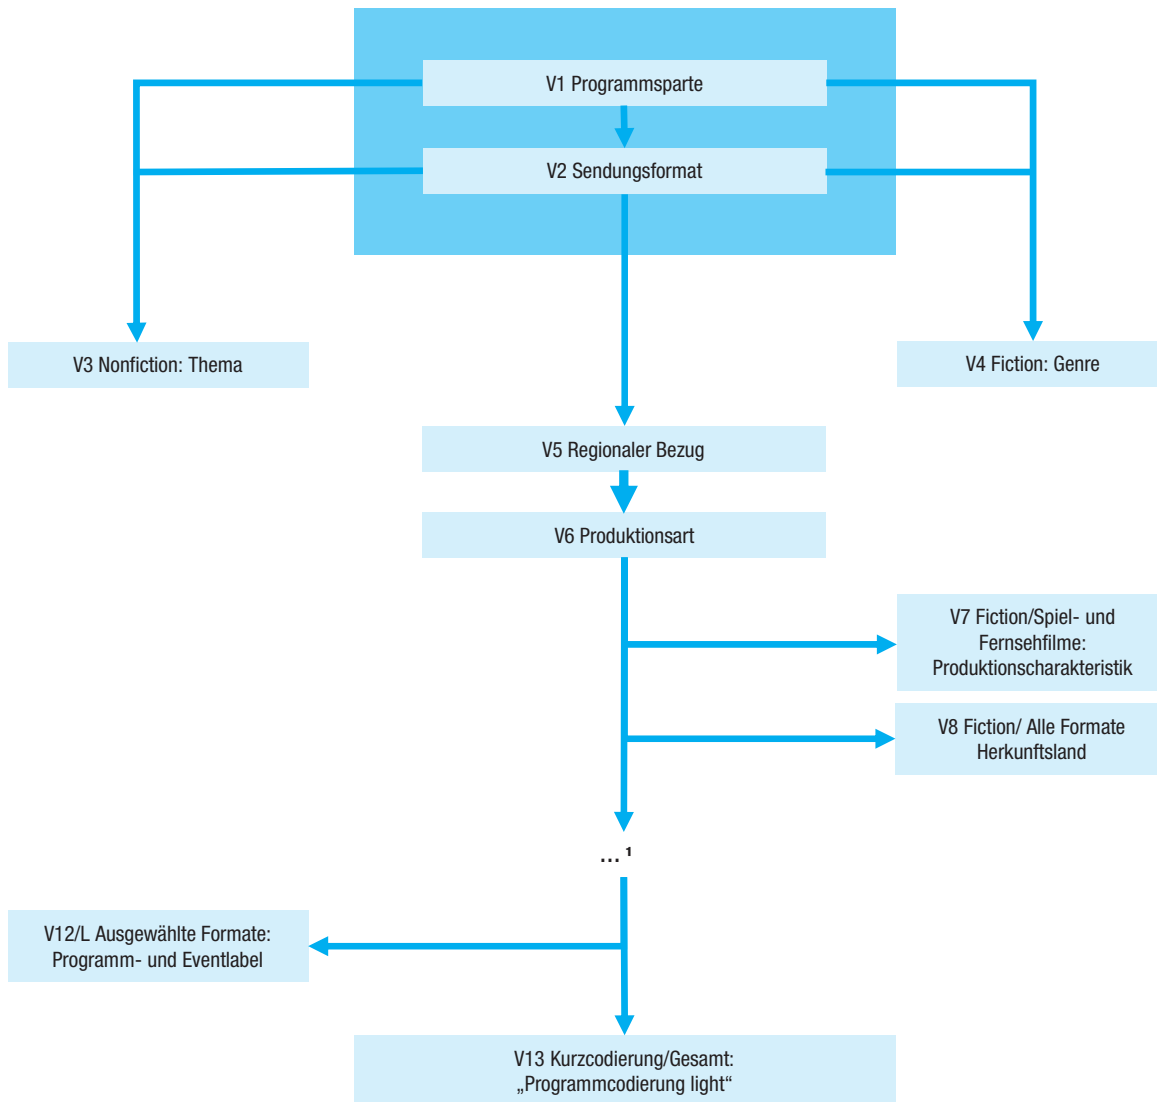 V1 Programmsparte
V2 Sendungsformat
V3 Nonfiction: Thema
V4 Fiction: Genre
V5 Regionaler Bezug
V6 Produktionsart
V7 Fiction/Spiel- und
Fernsehfilme:
Produktionscharakteristik
V8 Fiction/ Alle Formate
Herkunftsland
... ¹
V12/L Ausgewählte Formate:
Programm- und Eventlabel
V13 Kurzcodierung/Gesamt:
„Programmcodierung light“